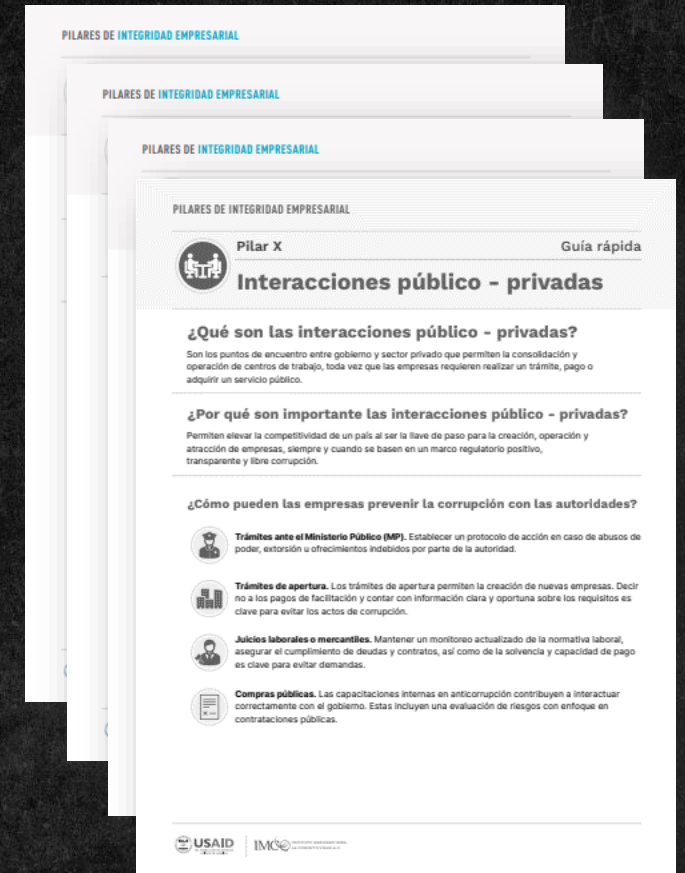 PILARES DE INTEGRIDAD EMPRESARIAL
PILARES DE INTEGRIDAD EMPRESARIAL
PILARES DE INTEGRIDAD EMPRESARIAL
PILARES DE INTEGRIDAD EMPRESARIAL
Pilar X Guía rápida
Interacciones público - privadas
¿Qué son las interacciones público - privadas?
Son los puntos de encuentro entre gobierno y sector privado que permiten la consolidación y
operación de centros de trabajo, toda vez que las empresas requieren realizar un trámite, pago o
adquirir un servicio público.
¿Por qué son importante las interacciones público - privadas?
Permiten elevar la competitividad de un país al ser la llave de paso para la creación, operación y
atracción de empresas, siempre y cuando se basen en un marco regulatorio positivo,
transparente y libre corrupción.
¿Cómo pueden las empresas prevenir la corrupción con las autoridades?
Trámites ante el Ministerio Público (MP). Establecer un protocolo de acción en caso de abusos de
poder, extorsión u ofrecimientos indebidos por parte de la autoridad.
Trámites de apertura. Los trámites de apertura permiten la creación de nuevas empresas. Decir
no a los pagos de facilitación y contar con información clara y oportuna sobre los requisitos es
clave para evitar los actos de corrupción.
Juicios laborales o mercantiles. Mantener un monitoreo actualizado de la normativa laboral,
asegurar el cumplimiento de deudas y contratos, así como de la solvencia y capacidad de pago
es clave para evitar demandas.
Compras públicas. Las capacitaciones internas en anticorrupción contribuyen a interactuar
correctamente con el gobierno. Estas incluyen una evaluación de riesgos con enfoque en
contrataciones públicas.
USAID IMCO